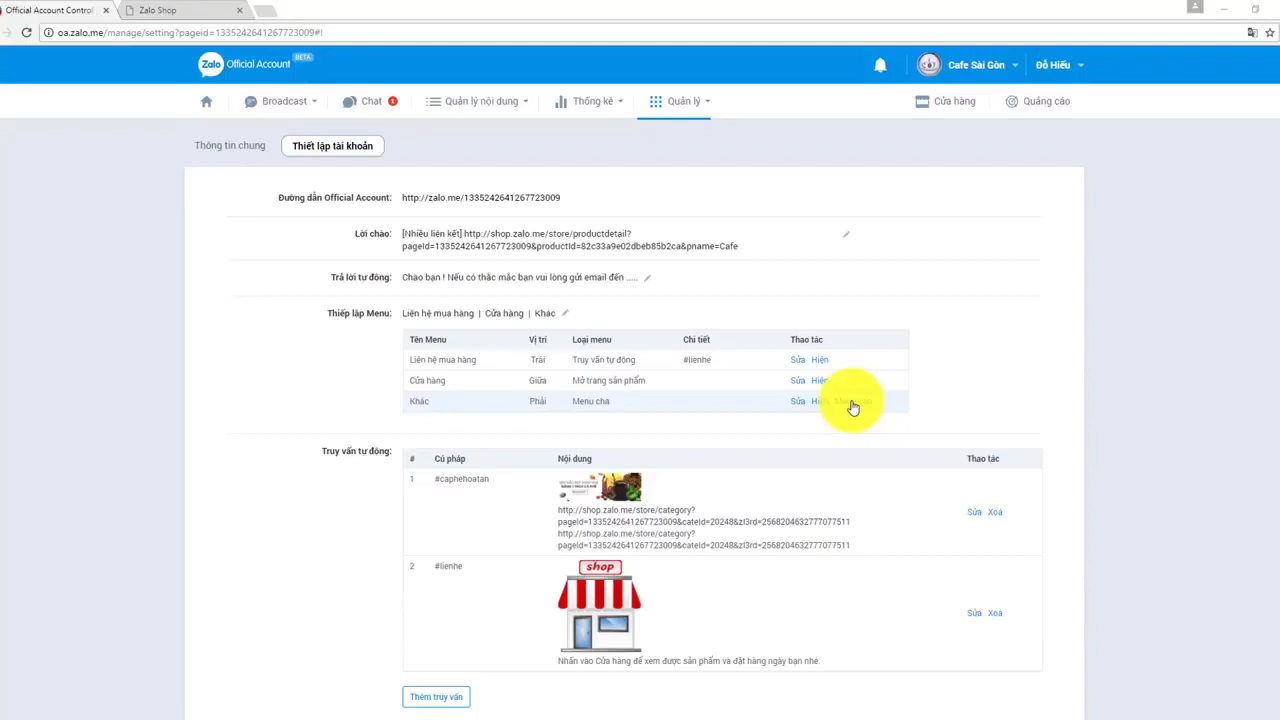 Official Account Control
Zalo Shop
oa.zalo.me/manage/setting?pageid=1335242641267723009#!
Zalo Official Account BETA
Cafe Sài Gòn
Đỗ Hiếu
Broadcast
Chat 1
Quản lý nội dung
Thống kê
Quản lý
Cửa hàng
Quảng cáo
Thông tin chung
Thiết lập tài khoản
Đường dẫn Official Account: http://zalo.me/1335242641267723009
Lời chào: [Nhiều liên kết] http://shop.zalo.me/store/productdetail?
pageId=1335242641267723009&productId=82c33a9e02dbeb85b2ca&pname=Cafe
Trả lời tự động: Chào bạn ! Nếu có thắc mắc bạn vui lòng gửi email đến ......
Thiếp lập Menu: Liên hệ mua hàng | Cửa hàng | Khác
Tên Menu Vị trí Loại menu Chi tiết Thao tác
Liên hệ mua hàng Trái Truy vấn tự động #lienhe Sửa Hiện
Cửa hàng Giữa Mở trang sản phẩm Sửa Hiện
Khác Phải Menu cha Sửa
Truy vấn tự động:
# Cú pháp Nội dung Thao tác
1 #caphehoatan
http://shop.zalo.me/store/category?
pageId=1335242641267723009&cateId=20248&zl3rd=2568204632777077511
http://shop.zalo.me/store/category?
pageId=1335242641267723009&cateId=20248&zl3rd=2568204632777077511
Sửa Xoá
2 #lienhe
shop
Sửa Xoá
Nhấn vào Cửa hàng để xem được sản phẩm và đặt hàng ngày bạn nhé.
Thêm truy vấn